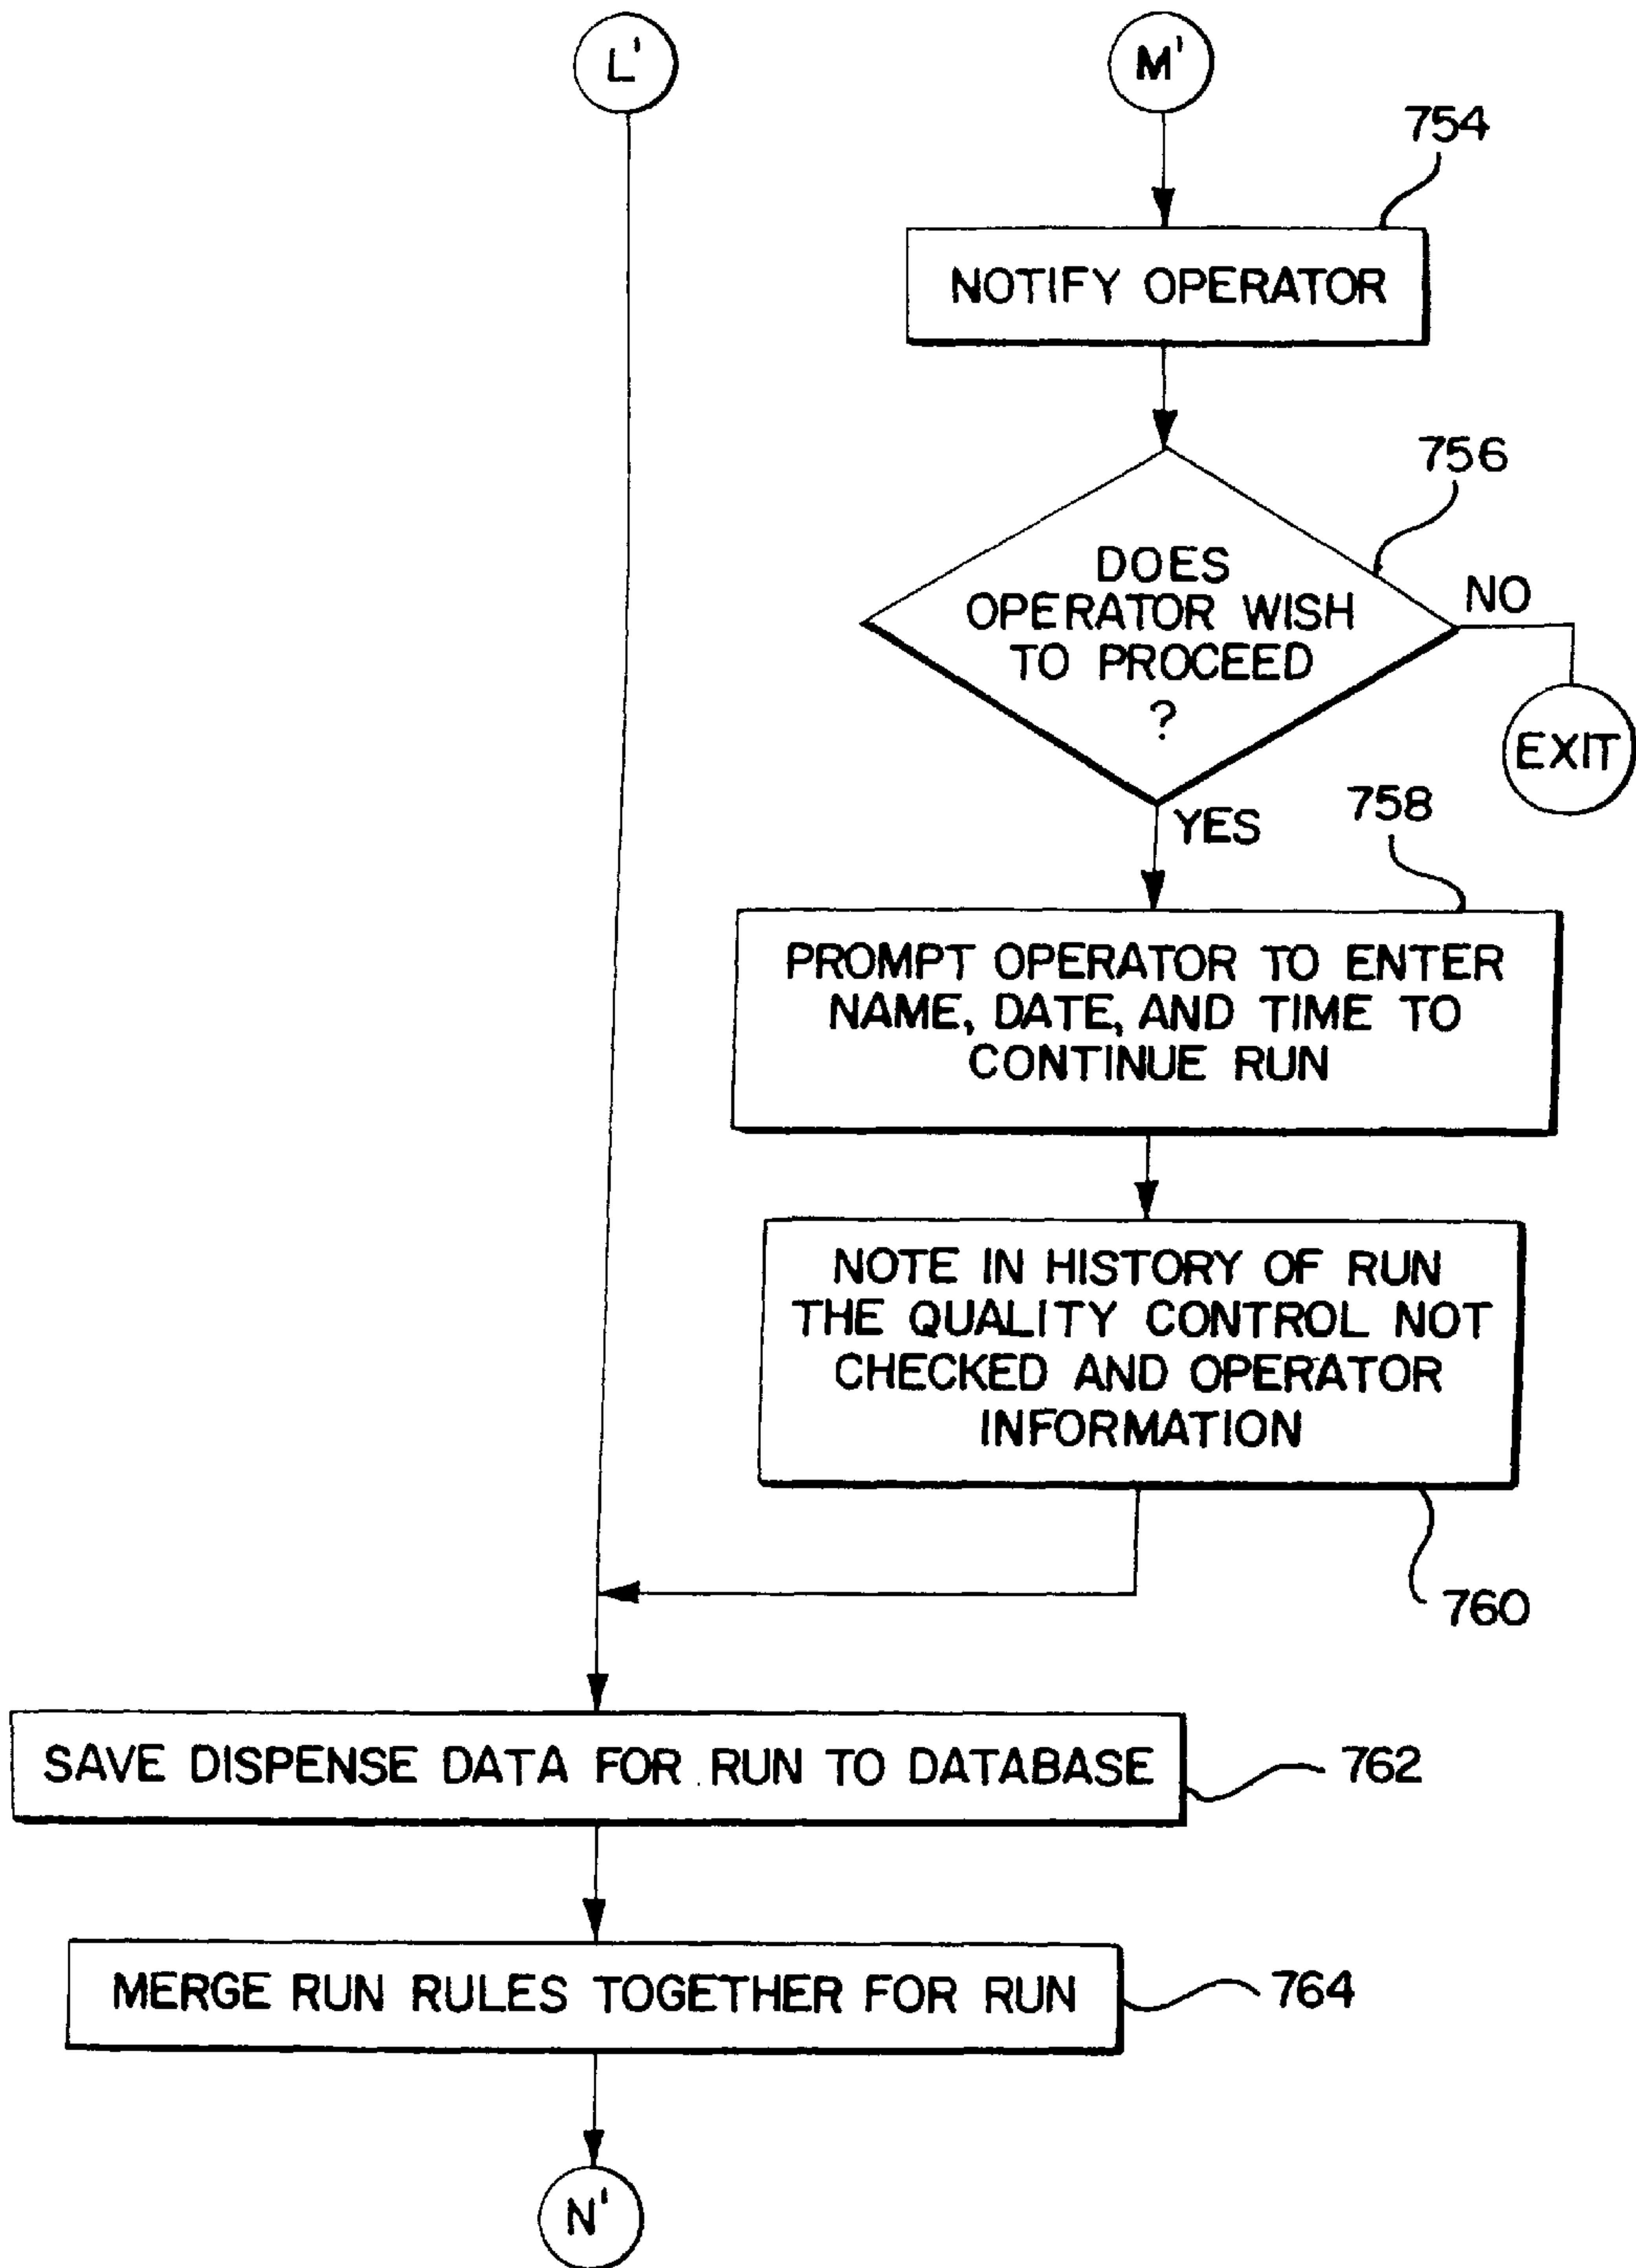 L'
M'
754
NOTIFY OPERATOR
756
DOES
OPERATOR WISH
TO PROCEED
?
NO
EXIT
YES
758
PROMPT OPERATOR TO ENTER
NAME, DATE, AND TIME TO
CONTINUE RUN
NOTE IN HISTORY OF RUN
THE QUALITY CONTROL NOT
CHECKED AND OPERATOR
INFORMATION
760
SAVE DISPENSE DATA FOR RUN TO DATABASE
762
MERGE RUN RULES TOGETHER FOR RUN
764
N'